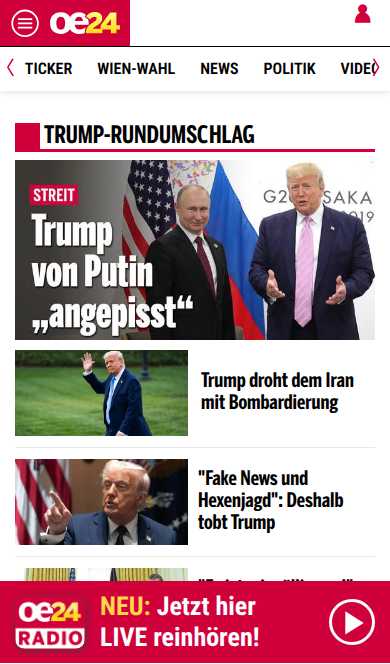 oe24
TICKER WIEN-WAHL NEWS POLITIK VIDEO
TRUMP-RUNDUMSCHLAG
G20 OSAKA
2019
STREIT
Trump
von Putin
„angepisst“
Trump droht dem Iran
mit Bombardierung
"Fake News und
Hexenjagd": Deshalb
tobt Trump
oe24
RADIO
NEU: Jetzt hier
LIVE reinhören!